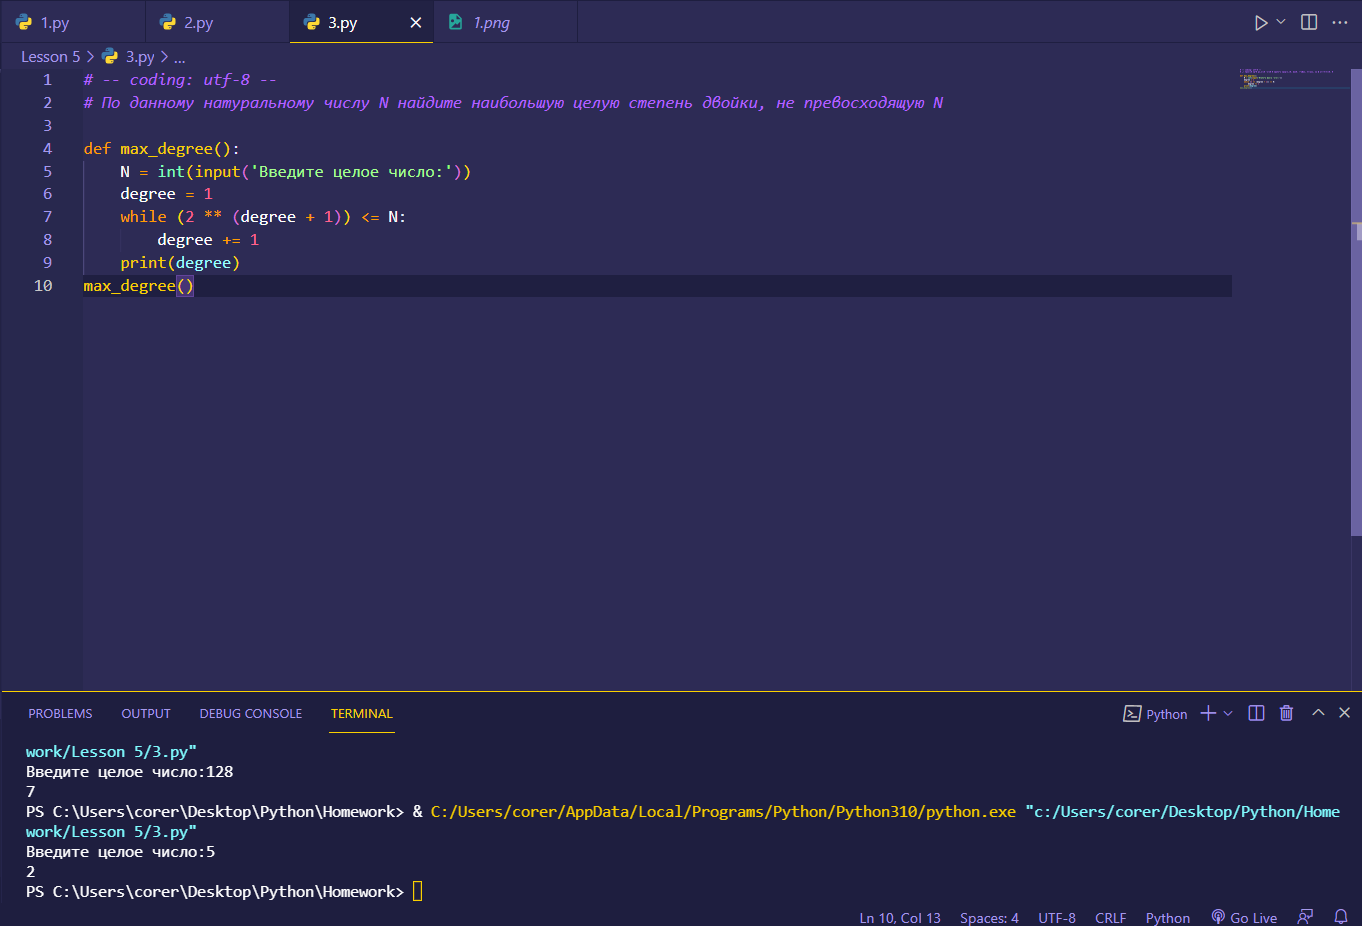 1.py 2.py 3.py 1.png
Lesson 5 > 3.py > ...
1 # -- coding: utf-8 --
2 # По данному натуральному числу N найдите наибольшую целую степень двойки, не превосходящую N
3
4 def max_degree():
5 N = int(input('Введите целое число:'))
6 degree = 1
7 while (2 ** (degree + 1)) <= N:
8 degree += 1
9 print(degree)
10 max_degree()
PROBLEMS OUTPUT DEBUG CONSOLE TERMINAL Python
work/Lesson 5/3.py"
Введите целое число:128
7
PS C:\Users\corer\Desktop\Python\Homework> & C:/Users/corer/AppData/Local/Programs/Python/Python310/python.exe "c:/Users/corer/Desktop/Python/Home
work/Lesson 5/3.py"
Введите целое число:5
2
PS C:\Users\corer\Desktop\Python\Homework>
Ln 10, Col 13 Spaces: 4 UTF-8 CRLF Python Go Live